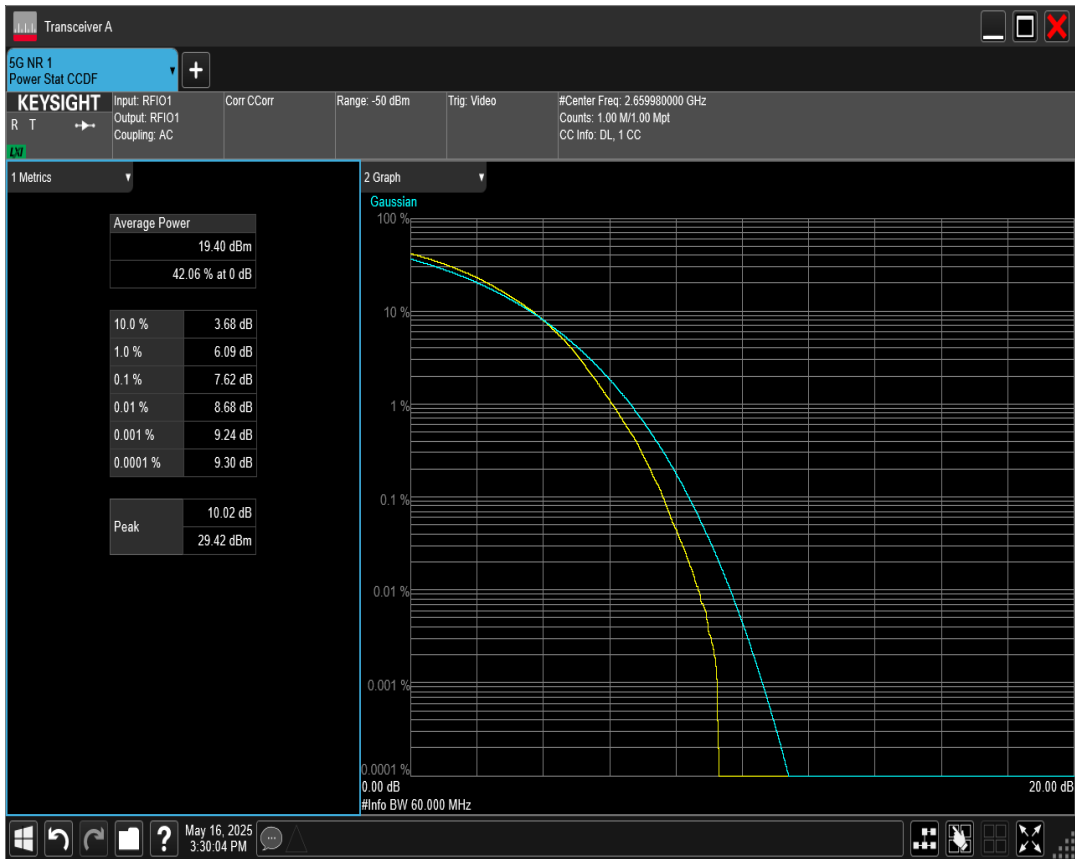 Transceiver A
5G NR 1
Power Stat CCDF
+
KEYSIGHT
R T
LXI
Input: RFIO1
Output: RFIO1
Coupling: AC
Corr CCorr
Range: -50 dBm
Trig: Video
#Center Freq: 2.659980000 GHz
Counts: 1.00 M/1.00 Mpt
CC Info: DL, 1 CC
1 Metrics
Average Power
19.40 dBm
42.06 % at 0 dB
10.0 % 3.68 dB
1.0 % 6.09 dB
0.1 % 7.62 dB
0.01 % 8.68 dB
0.001 % 9.24 dB
0.0001 % 9.30 dB
Peak
10.02 dB
29.42 dBm
2 Graph
Gaussian
100 %
10 %
1 %
0.1 %
0.01 %
0.001 %
0.0001 %
0.00 dB 20.00 dB
#Info BW 60.000 MHz
?
May 16, 2025
3:30:04 PM